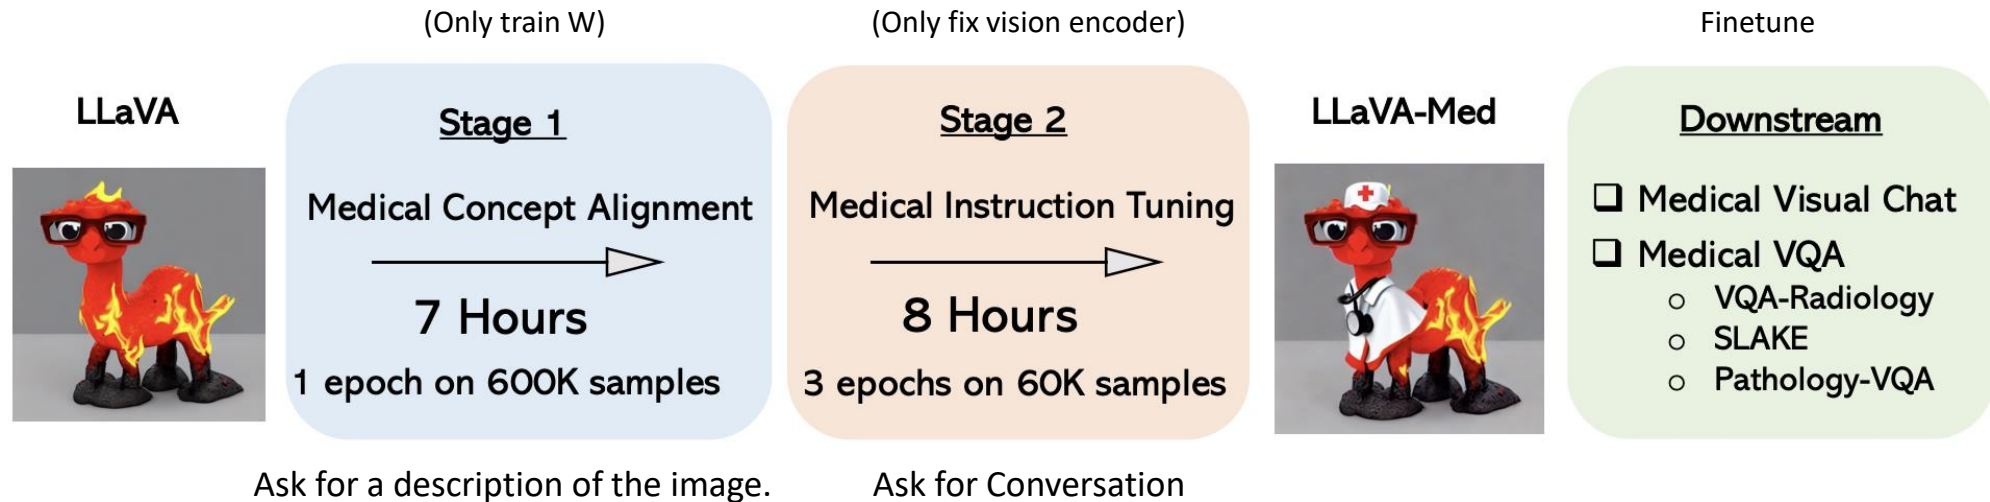 (Only train W)
(Only fix vision encoder)
Finetune
LLaVA
Stage 1
Medical Concept Alignment
7 Hours
1 epoch on 600K samples
Stage 2
Medical Instruction Tuning
8 Hours
3 epochs on 60K samples
LLaVA-Med
Downstream
❑ Medical Visual Chat
❑ Medical VQA
o VQA-Radiology
o SLAKE
o Pathology-VQA
Ask for a description of the image.
Ask for Conversation